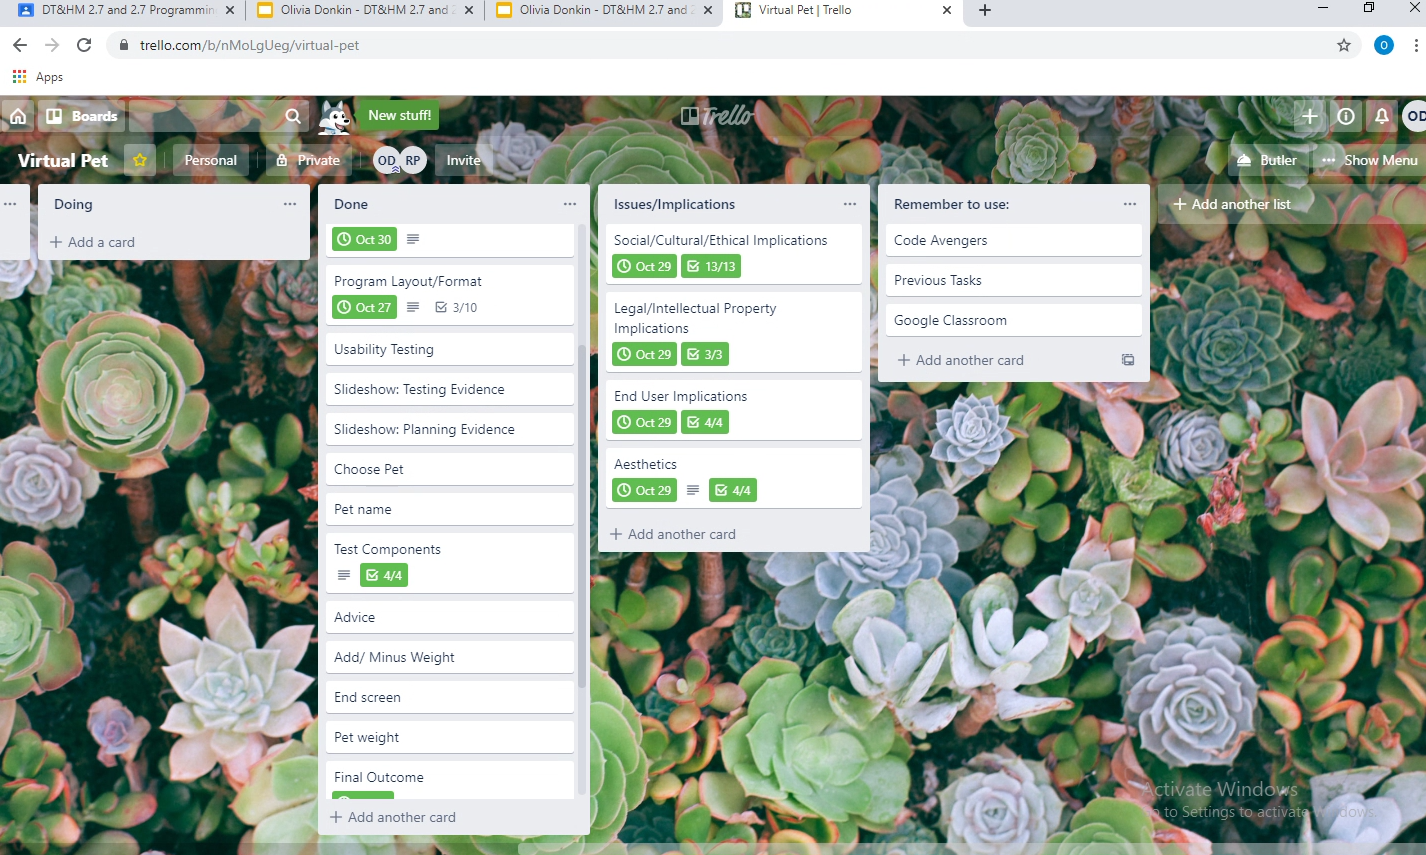 DT&HM 2.7 and 2.7 Programmin
Olivia Donkin - DT&HM 2.7 and 2
Olivia Donkin - DT&HM 2.7 and 2
Virtual Pet | Trello
trello.com/b/nMoLgUeg/virtual-pet
O
Apps
Boards
New stuff!
Trello
OD
Virtual Pet
Personal
Private
OD
RP
Invite
Butler
Show Menu
Doing
Add a card
Done
Oct 30
Program Layout/Format
Oct 27
3/10
Usability Testing
Slideshow: Testing Evidence
Slideshow: Planning Evidence
Choose Pet
Pet name
Test Components
4/4
Advice
Add/ Minus Weight
End screen
Pet weight
Final Outcome
Add another card
Issues/Implications
Social/Cultural/Ethical Implications
Oct 29
13/13
Legal/Intellectual Property
Implications
Oct 29
3/3
End User Implications
Oct 29
4/4
Aesthetics
Oct 29
4/4
Add another card
Remember to use:
Code Avengers
Previous Tasks
Google Classroom
Add another card
Add another list
Activate Windows
Go to Settings to activate Windows.